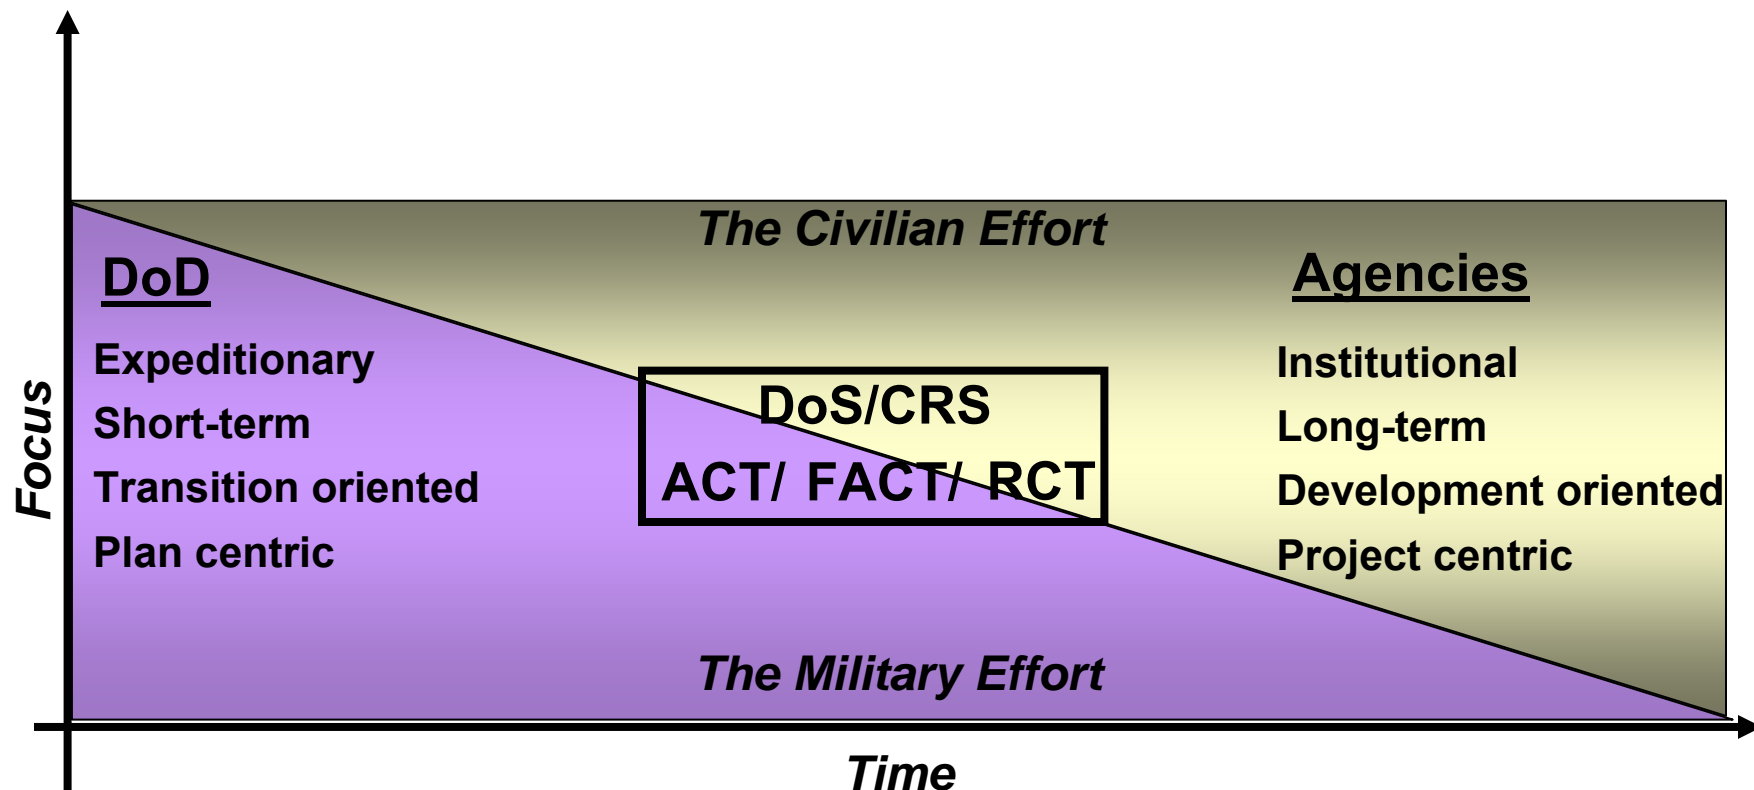 The Civilian Effort
DoD
Expeditionary
Short-term
Transition oriented
Plan centric
DoS/CRS
ACT/ FACT/ RCT
Agencies
Institutional
Long-term
Development oriented
Project centric
The Military Effort
Focus
Time